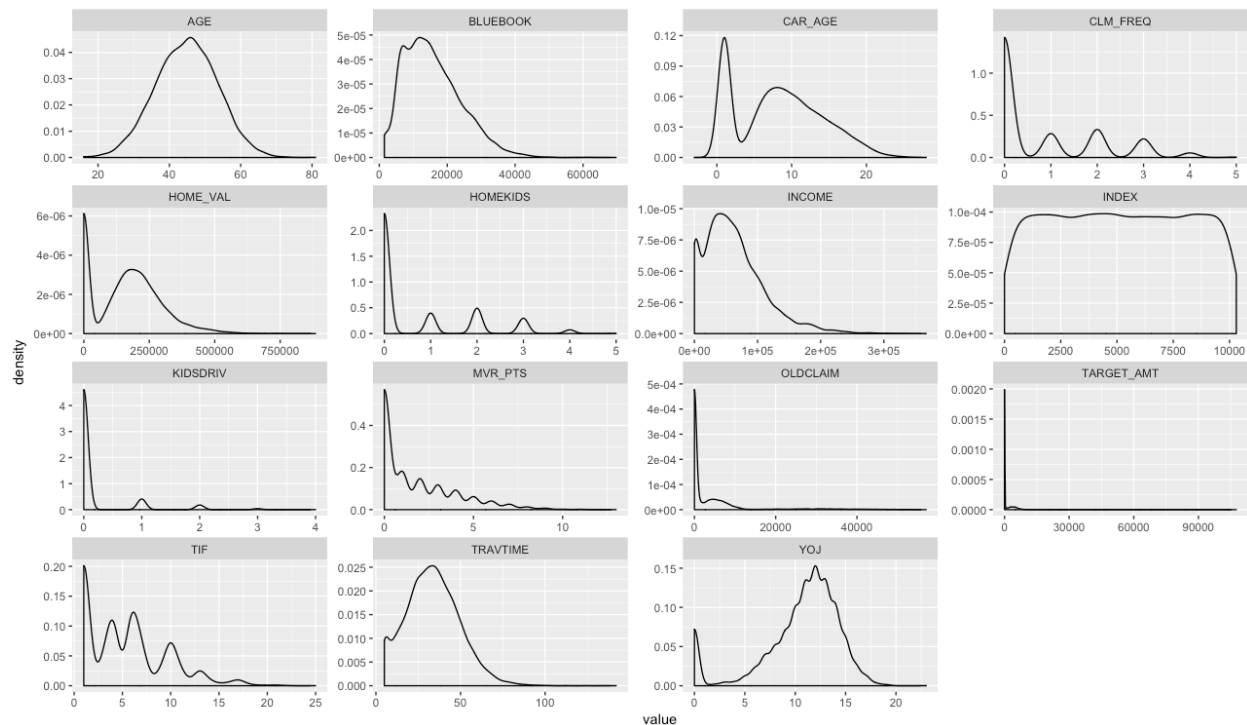 AGE BLUEBOOK CAR_AGE CLM_FREQ
0.04 0.03 0.02 0.01 0.00
20 40 60 80
5e-05 4e-05 3e-05 2e-05 1e-05 0e+00
0 20000 40000 60000
0.12 0.09 0.06 0.03 0.00
0 10 20
1.0 0.5 0.0
0 1 2 3 4 5
HOME_VAL HOMEKIDS INCOME INDEX
6e-06 4e-06 2e-06 0e+00
0 250000 500000 750000
2.0 1.5 1.0 0.5 0.0
0 1 2 3 4 5
1.0e-05 7.5e-06 5.0e-06 2.5e-06 0.0e+00
0e+00 1e+05 2e+05 3e+05
1.0e-04 7.5e-05 5.0e-05 2.5e-05 0.0e+00
0 2500 5000 7500 10000
density
KIDSDRIV MVR_PTS OLDCLAIM TARGET_AMT
4 3 2 1 0
0 1 2 3 4
0.4 0.2 0.0
0 5 10
5e-04 4e-04 3e-04 2e-04 1e-04 0e+00
0 20000 40000
0.0020 0.0015 0.0010 0.0005 0.0000
0 30000 60000 90000
TIF TRAVTIME YOJ
0.20 0.15 0.10 0.05 0.00
5 10 15 20 25
0.025 0.020 0.015 0.010 0.005 0.000
50 100
0.15 0.10 0.05 0.00
0 5 10 15 20
value